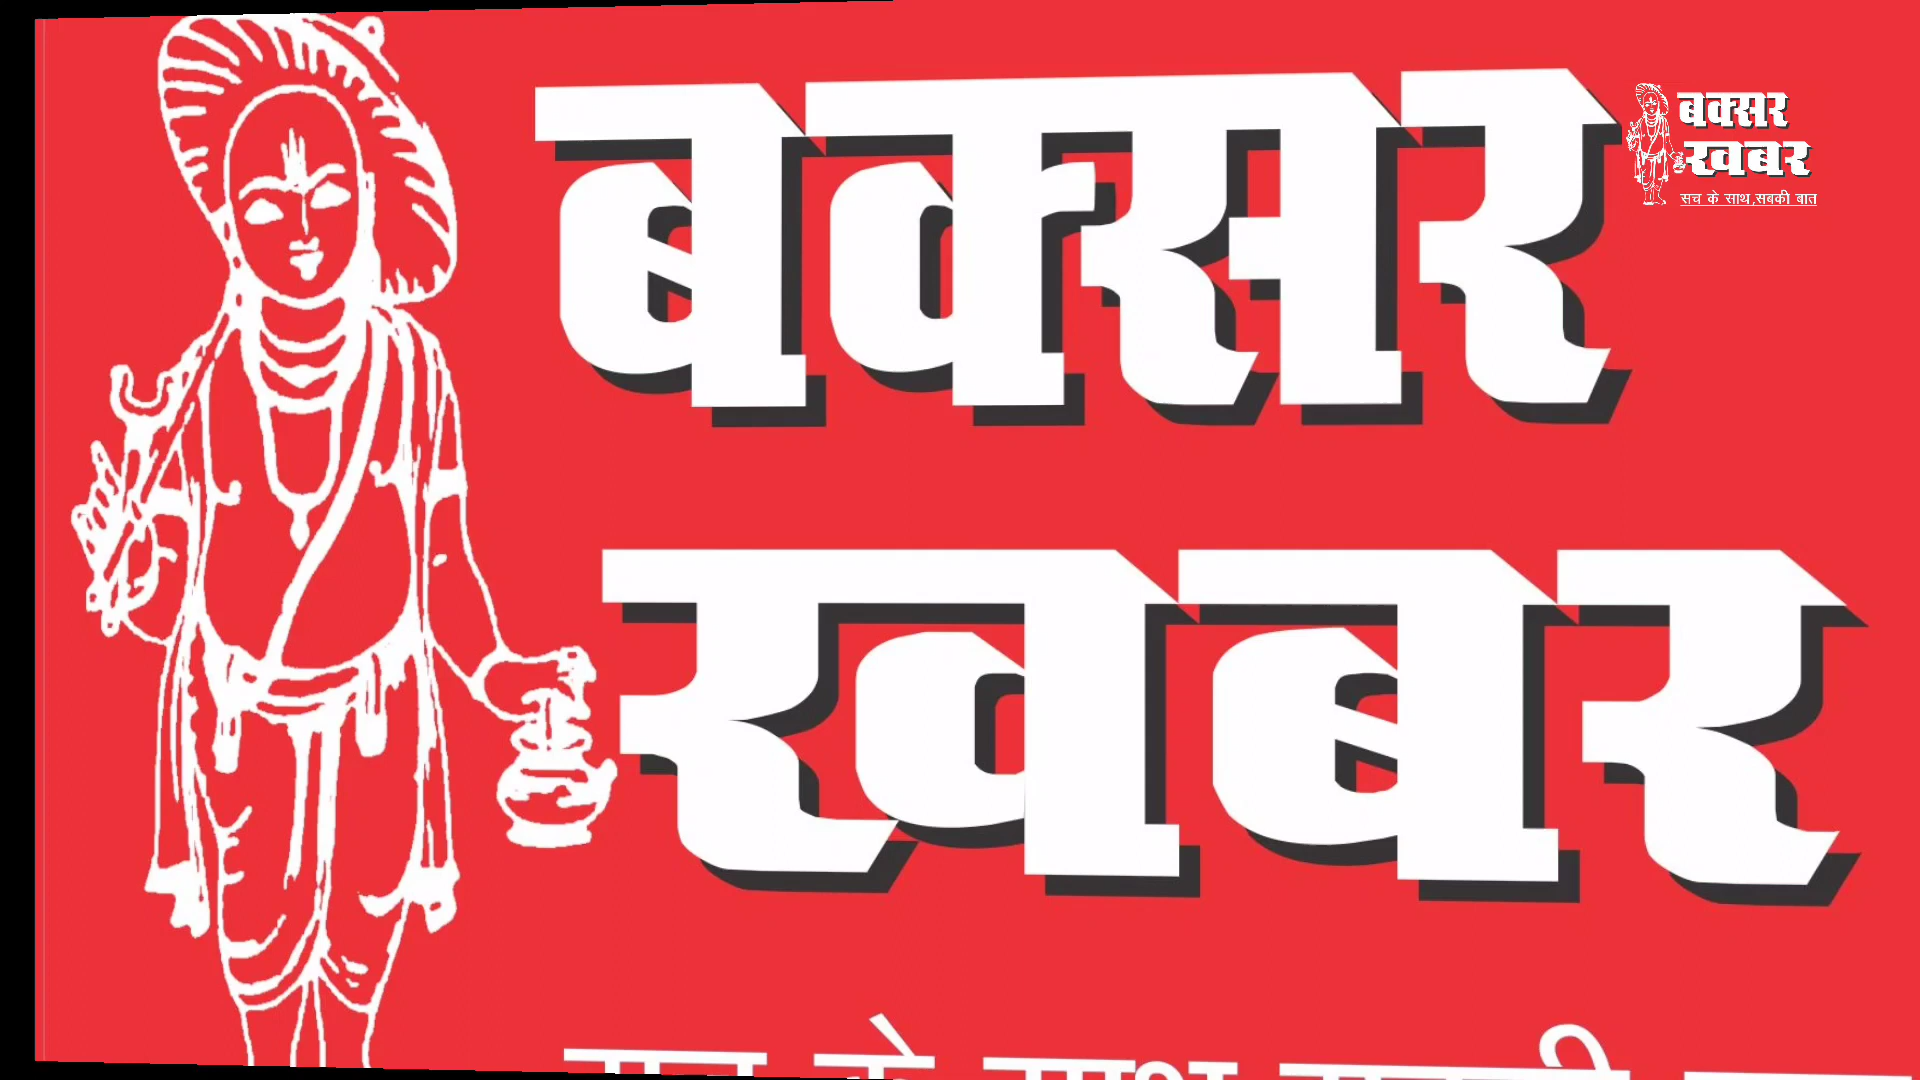 बक्सर
खबर
बक्सर
खबर
सच के साथ,सबकी बात